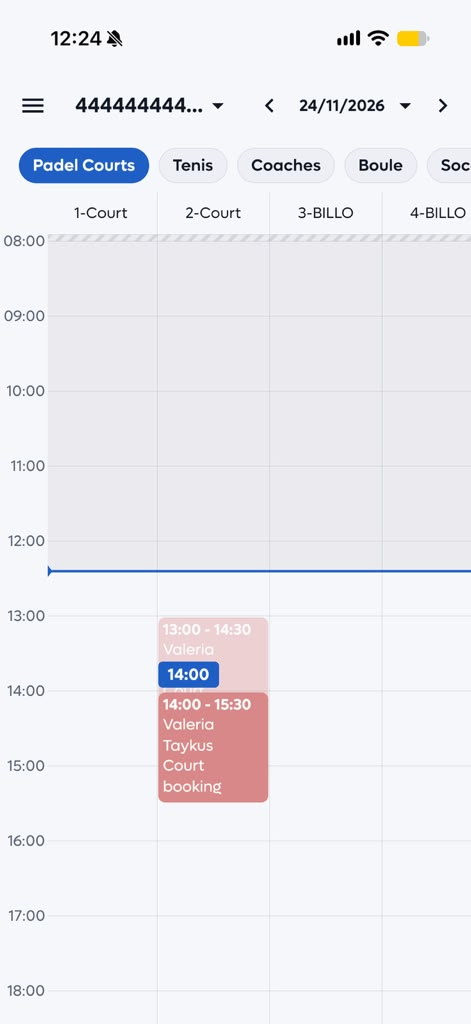 12:24
444444444...
24/11/2026
Padel Courts
Tenis
Coaches
Boule
Soc
1-Court
2-Court
3-BILLO
4-BILLO
08:00
09:00
10:00
11:00
12:00
13:00
13:00 - 14:30
Valeria
14:00
14:00
14:00 - 15:30
Valeria
Taykus
Court
booking
15:00
16:00
17:00
18:00